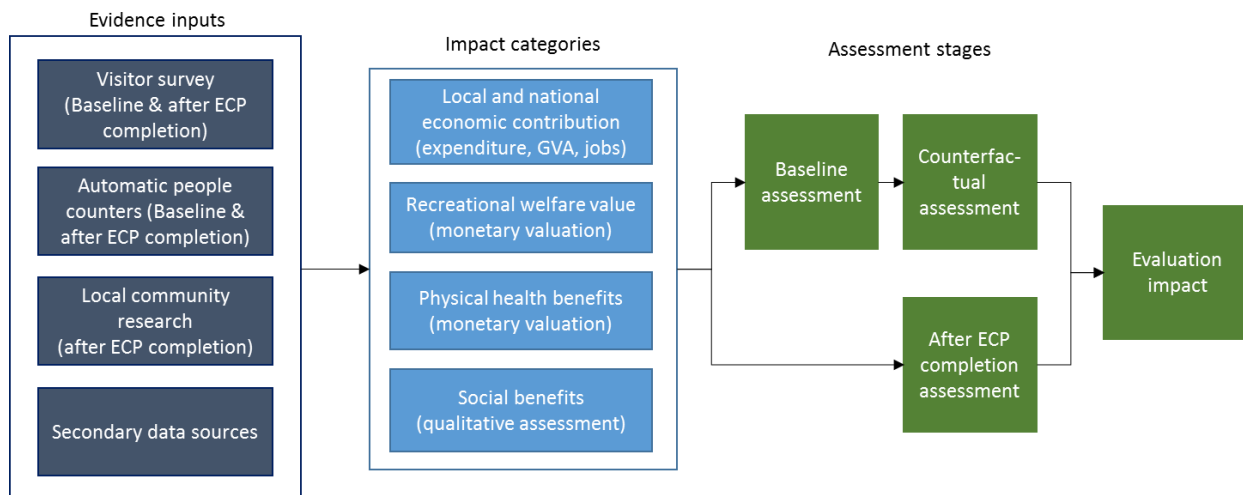 Evidence inputs
Visitor survey
(Baseline & after ECP
completion)
Automatic people
counters (Baseline &
after ECP completion)
Local community
research
(after ECP completion)
Secondary data sources
Impact categories
Local and national
economic contribution
(expenditure, GVA, jobs)
Recreational welfare value
(monetary valuation)
Physical health benefits
(monetary valuation)
Social benefits
(qualitative assessment)
Assessment stages
Baseline
assessment
Counterfac-
tual
assessment
After ECP
completion
assessment
Evaluation
impact